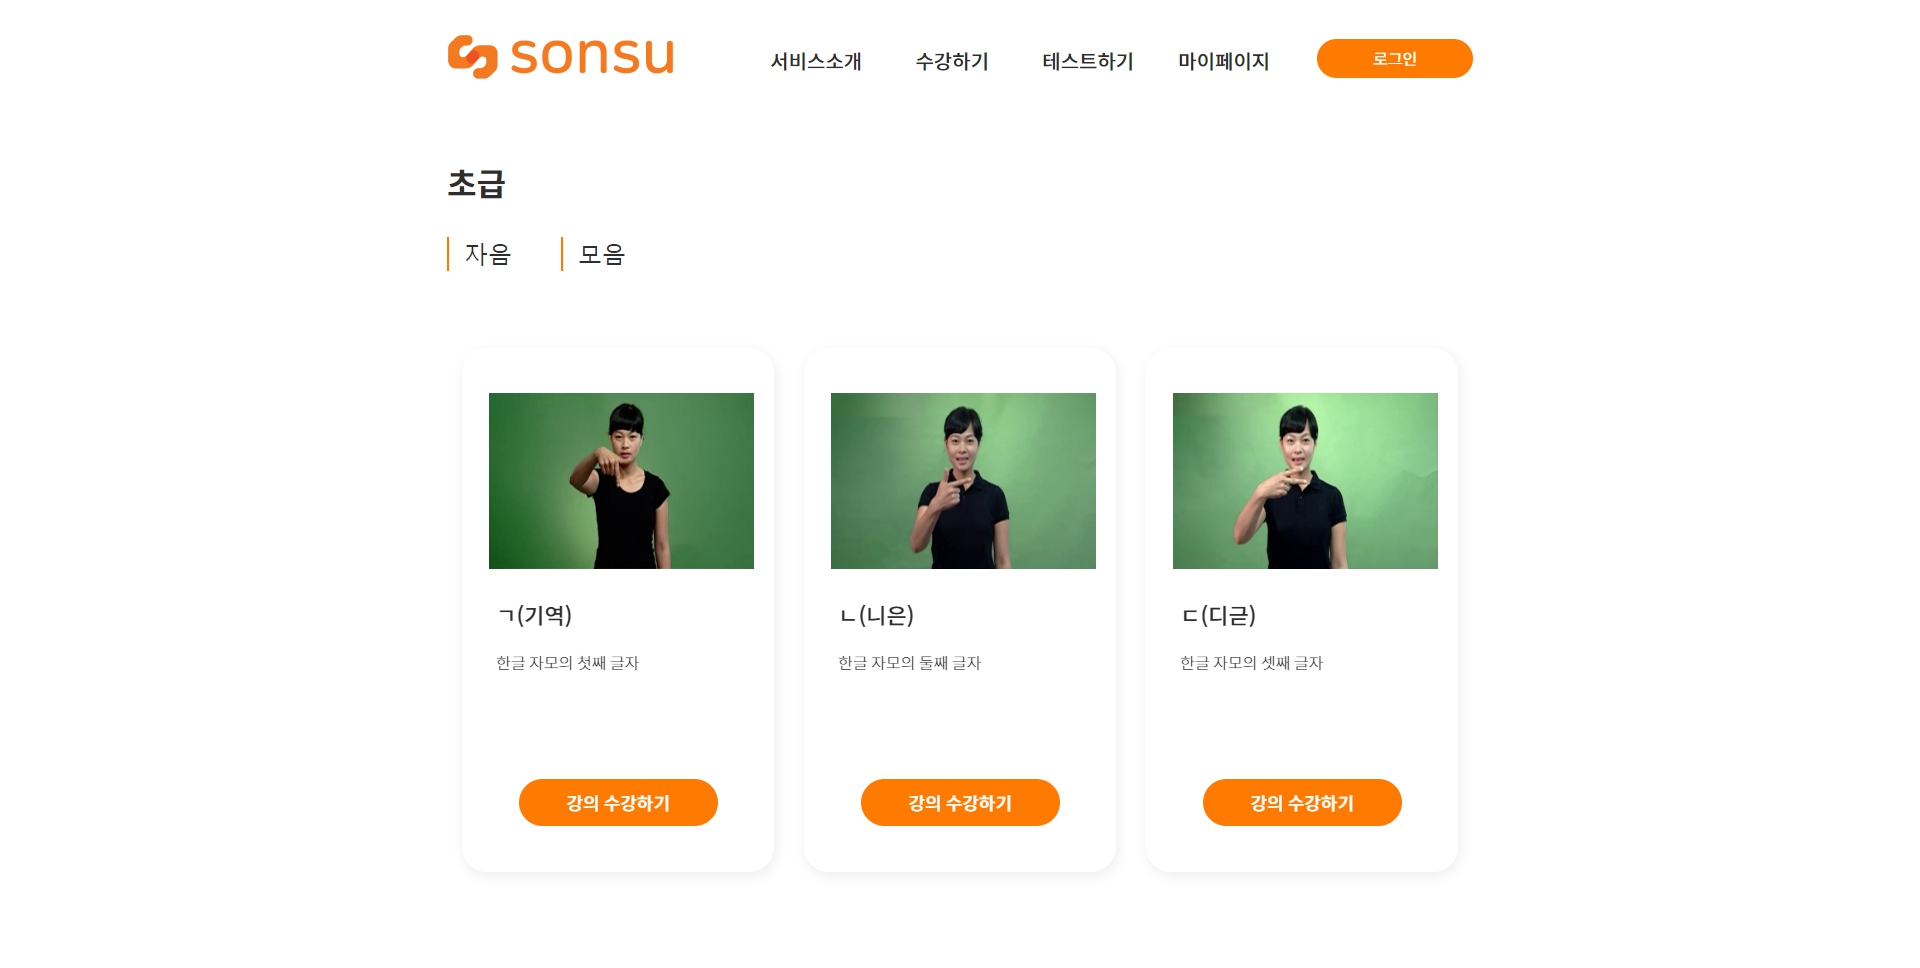 sonsu 서비스소개 수강하기 테스트하기 마이페이지 로그인
초급
자음 모음
ㄱ(기역)
한글 자모의 첫째 글자
강의 수강하기
ㄴ(니은)
한글 자모의 둘째 글자
강의 수강하기
ㄷ(디귿)
한글 자모의 셋째 글자
강의 수강하기